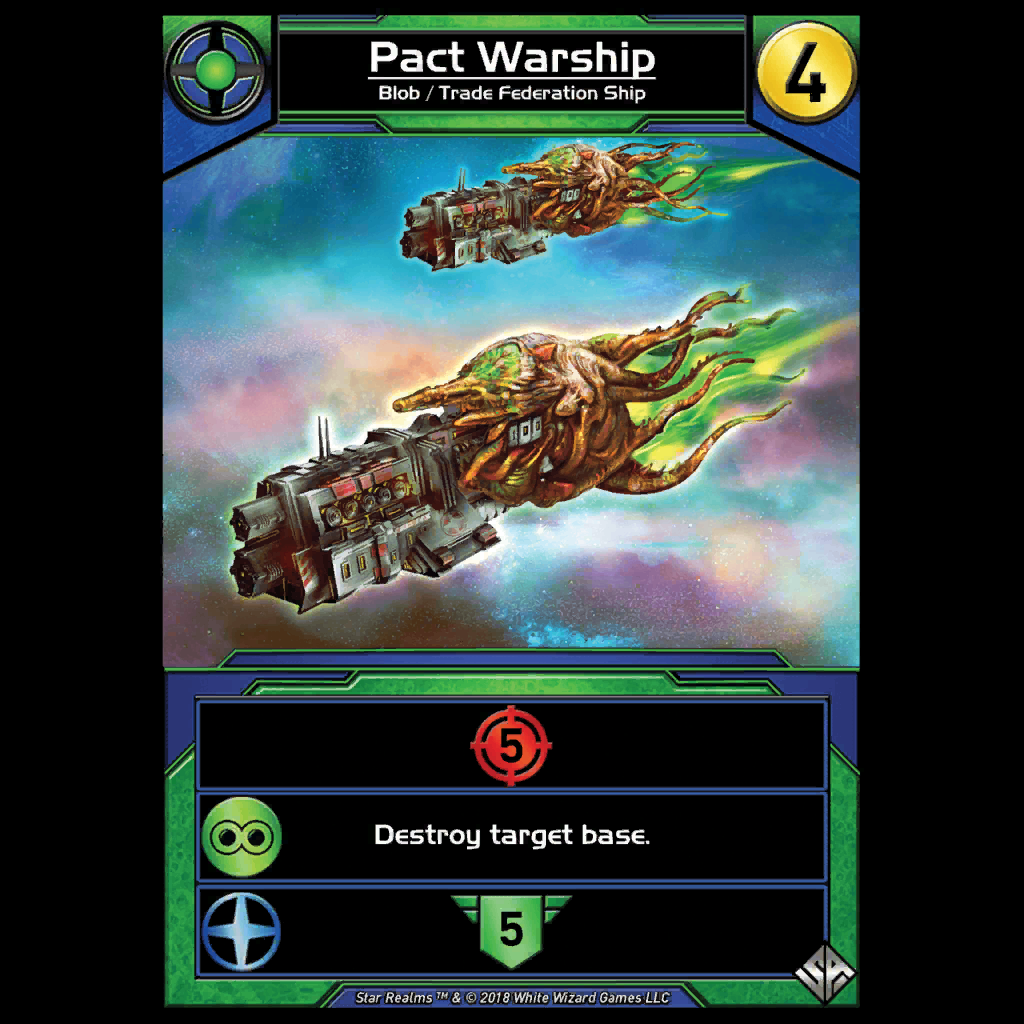 Pact Warship
4
Blob / Trade Federation Ship
5
Destroy target base.
5
Star Realms ™ & © 2018 White Wizard Games LLC